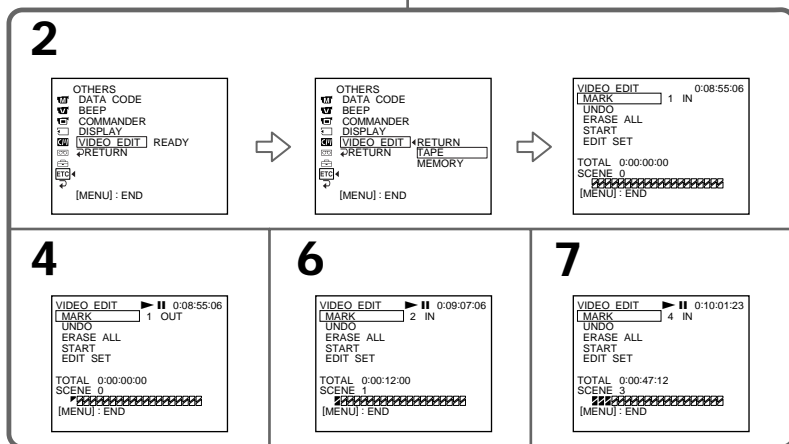 2
OTHERS
DATA CODE
BEEP
COMMANDER
DISPLAY
VIDEO EDIT READY
RETURN
ETC
[MENU] : END
OTHERS
DATA CODE
BEEP
COMMANDER
DISPLAY
VIDEO EDIT RETURN
RETURN TAPE
MEMORY
ETC
[MENU] : END
VIDEO EDIT 0:08:55:06
MARK 1 IN
UNDO
ERASE ALL
START
EDIT SET
TOTAL 0:00:00:00
SCENE 0
[MENU] : END
4
VIDEO EDIT 0:08:55:06
MARK 1 OUT
UNDO
ERASE ALL
START
EDIT SET
TOTAL 0:00:00:00
SCENE 0
[MENU] : END
6
VIDEO EDIT 0:09:07:06
MARK 2 IN
UNDO
ERASE ALL
START
EDIT SET
TOTAL 0:00:12:00
SCENE 1
[MENU] : END
7
VIDEO EDIT 0:10:01:23
MARK 4 IN
UNDO
ERASE ALL
START
EDIT SET
TOTAL 0:00:47:12
SCENE 3
[MENU] : END